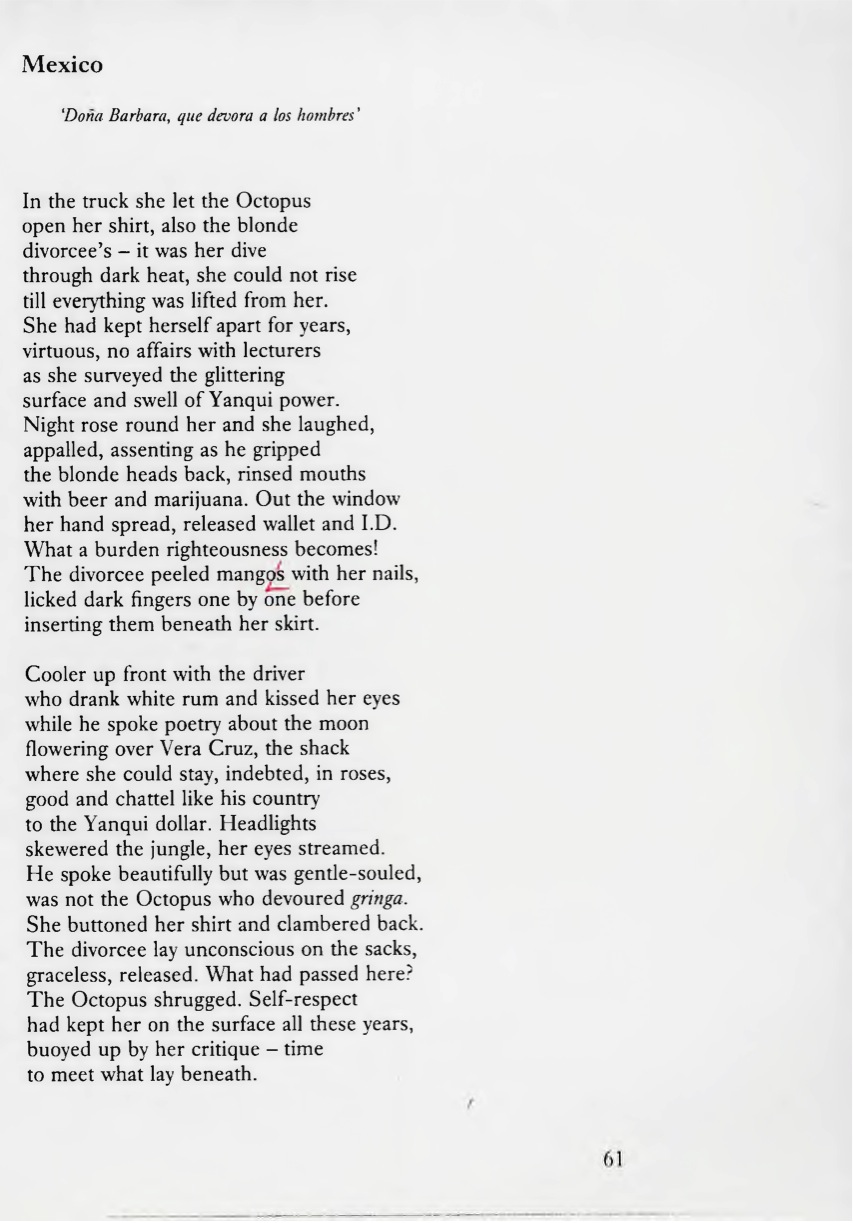 Mexico
‘Doña Barbara, que devora a los hombres’
In the truck she let the Octopus
open her shirt, also the blonde
divorcee’s – it was her dive
through dark heat, she could not rise
till everything was lifted from her.
She had kept herself apart for years,
virtuous, no affairs with lecturers
as she surveyed the glittering
surface and swell of Yanqui power.
Night rose round her and she laughed,
appalled, assenting as he gripped
the blonde heads back, rinsed mouths
with beer and marijuana. Out the window
her hand spread, released wallet and I.D.
What a burden righteousness becomes!
The divorcee peeled mangos with her nails,
licked dark fingers one by one before
inserting them beneath her skirt.
Cooler up front with the driver
who drank white rum and kissed her eyes
while he spoke poetry about the moon
flowering over Vera Cruz, the shack
where she could stay, indebted, in roses,
good and chattel like his country
to the Yanqui dollar. Headlights
skewered the jungle, her eyes streamed.
He spoke beautifully but was gentle-souled,
was not the Octopus who devoured gringa.
She buttoned her shirt and clambered back.
The divorcee lay unconscious on the sacks,
graceless, released. What had passed here?
The Octopus shrugged. Self-respect
had kept her on the surface all these years,
buoyed up by her critique – time
to meet what lay beneath.
61